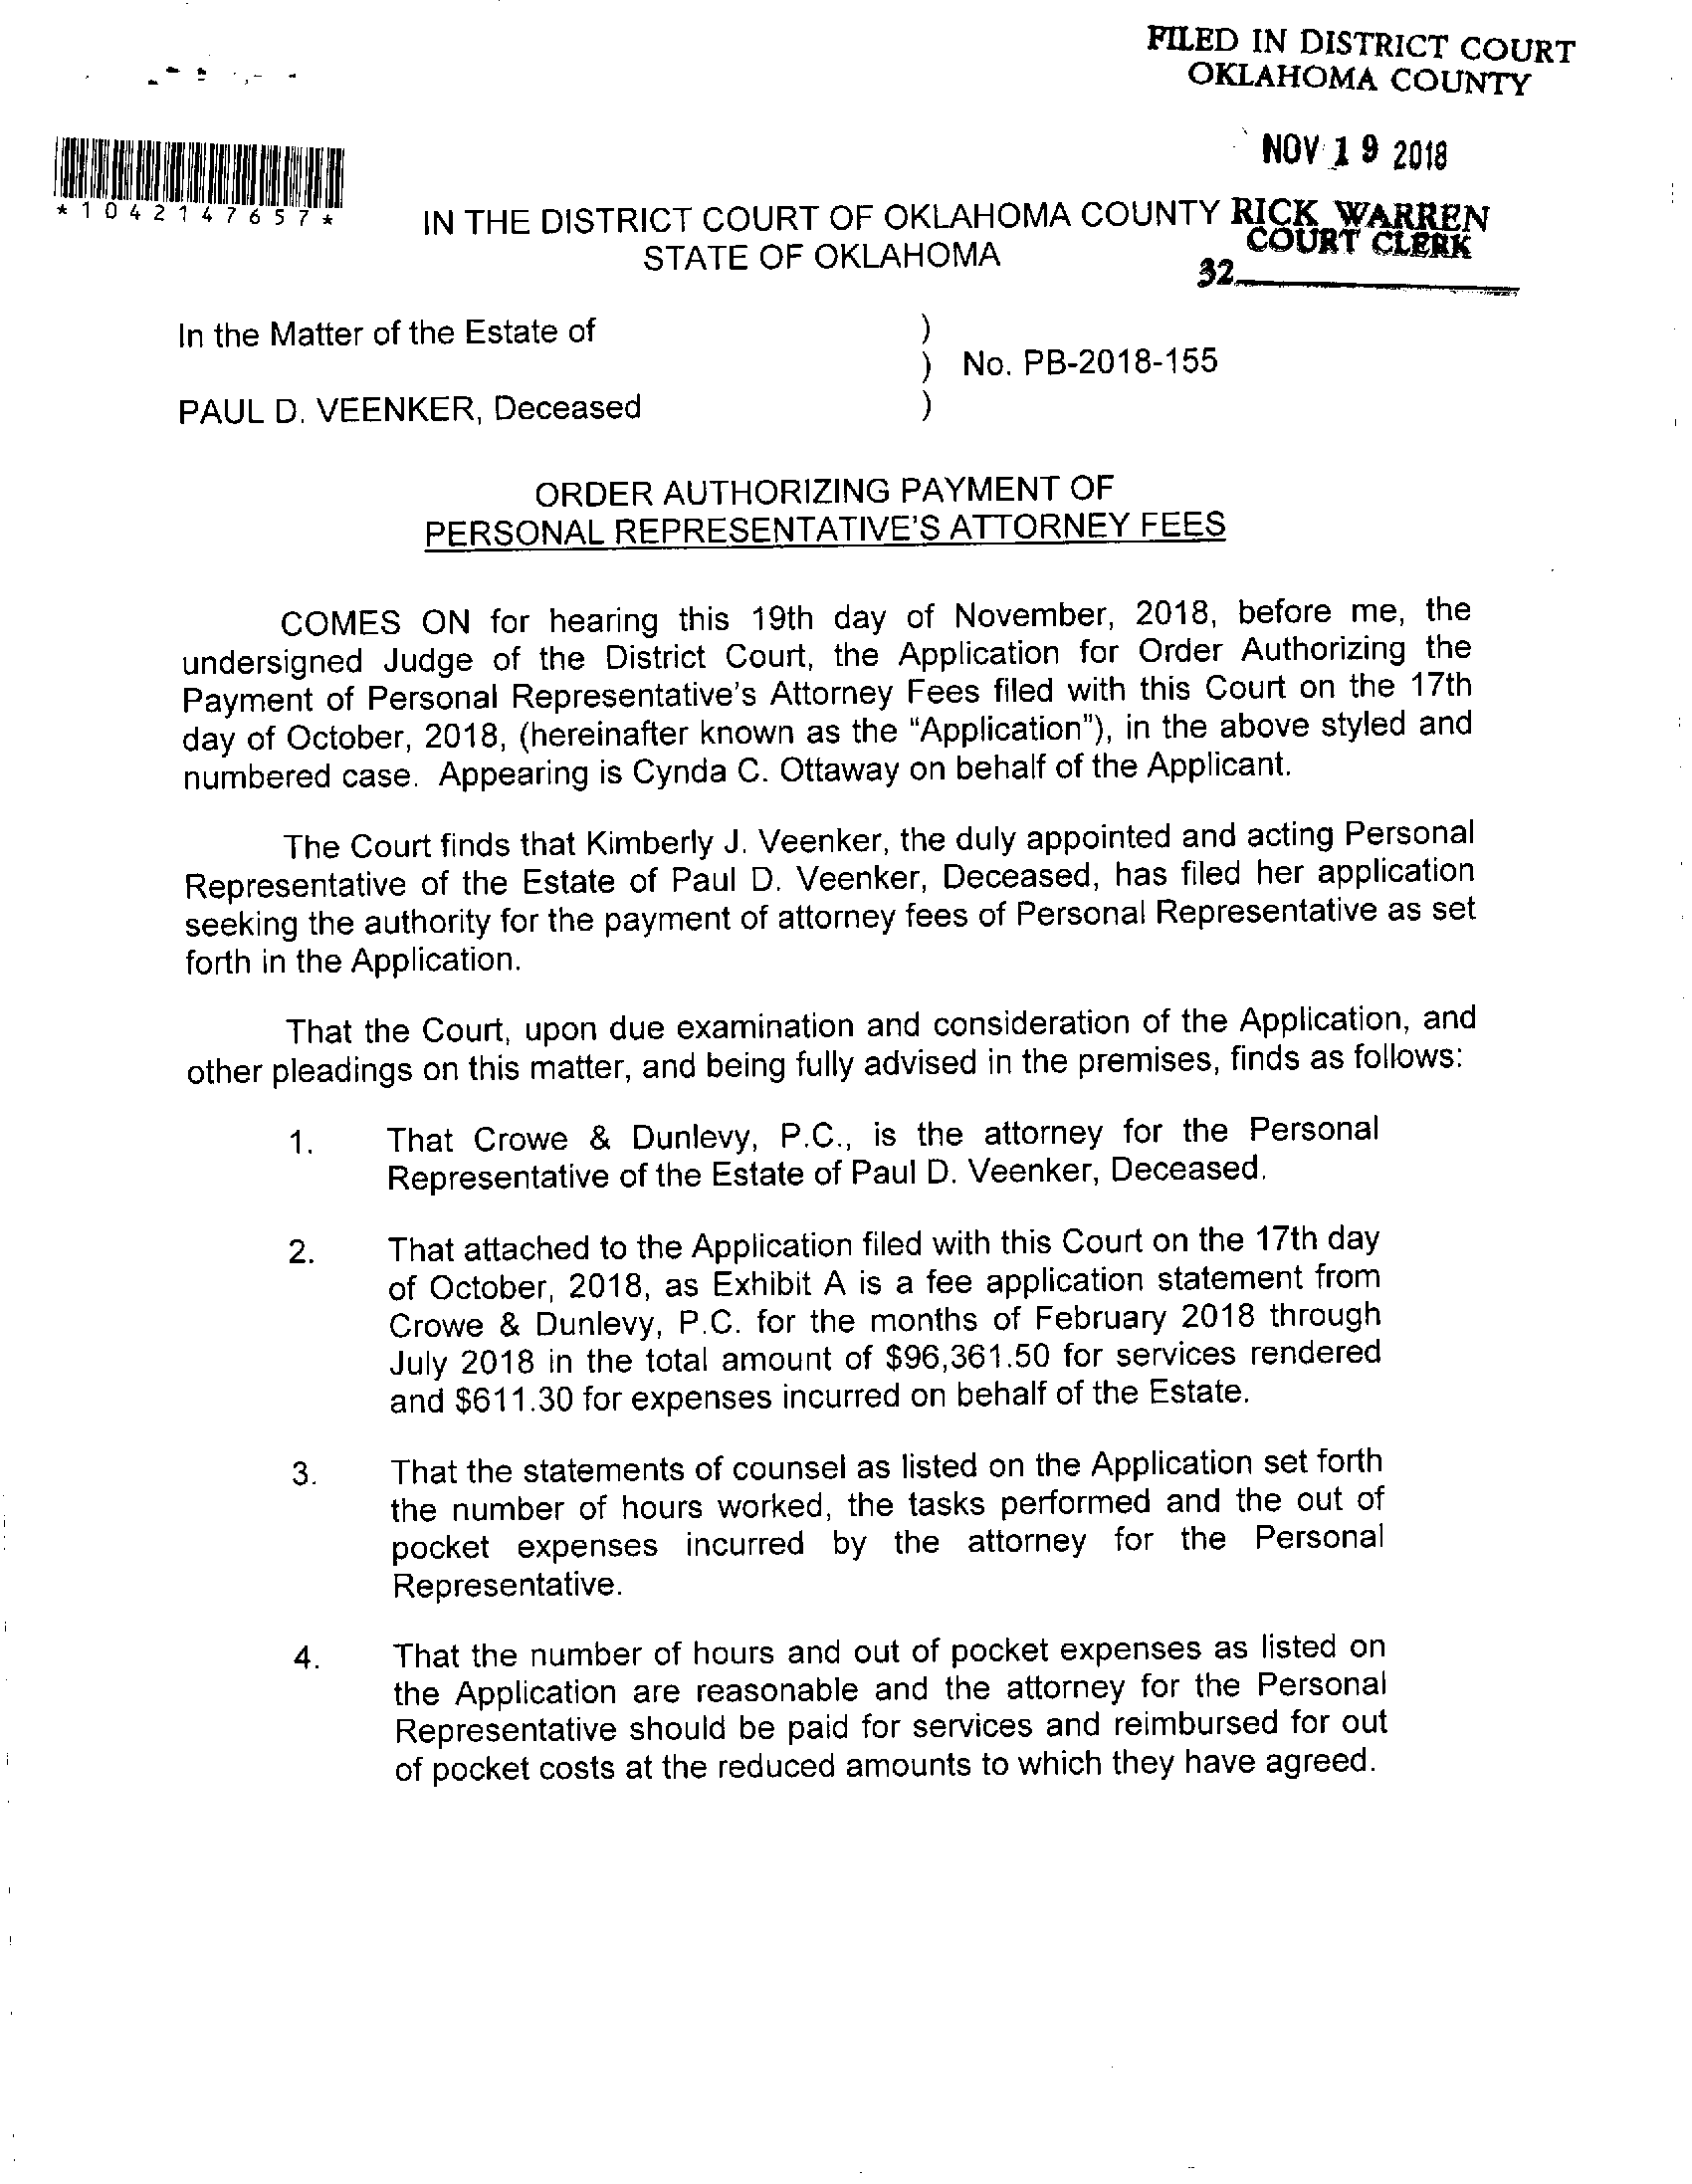 FILED IN DISTRICT COURT
OKLAHOMA COUNTY
NOV 19 2018
*1042147657*
IN THE DISTRICT COURT OF OKLAHOMA COUNTY
RICK WARREN
STATE OF OKLAHOMA
COURT CLERK
32
In the Matter of the Estate of )
) No. PB-2018-155
PAUL D. VEENKER, Deceased )
ORDER AUTHORIZING PAYMENT OF
PERSONAL REPRESENTATIVE'S ATTORNEY FEES
COMES ON for hearing this 19th day of November, 2018, before me, the
undersigned Judge of the District Court, the Application for Order Authorizing the
Payment of Personal Representative's Attorney Fees filed with this Court on the 17th
day of October, 2018, (hereinafter known as the "Application"), in the above styled and
numbered case. Appearing is Cynda C. Ottaway on behalf of the Applicant.
The Court finds that Kimberly J. Veenker, the duly appointed and acting Personal
Representative of the Estate of Paul D. Veenker, Deceased, has filed her application
seeking the authority for the payment of attorney fees of Personal Representative as set
forth in the Application.
That the Court, upon due examination and consideration of the Application, and
other pleadings on this matter, and being fully advised in the premises, finds as follows:
1. That Crowe & Dunlevy, P.C., is the attorney for the Personal
Representative of the Estate of Paul D. Veenker, Deceased.
2. That attached to the Application filed with this Court on the 17th day
of October, 2018, as Exhibit A is a fee application statement from
Crowe & Dunlevy, P.C. for the months of February 2018 through
July 2018 in the total amount of $96,361.50 for services rendered
and $611.30 for expenses incurred on behalf of the Estate.
3. That the statements of counsel as listed on the Application set forth
the number of hours worked, the tasks performed and the out of
pocket expenses incurred by the attorney for the Personal
Representative.
4. That the number of hours and out of pocket expenses as listed on
the Application are reasonable and the attorney for the Personal
Representative should be paid for services and reimbursed for out
of pocket costs at the reduced amounts to which they have agreed.